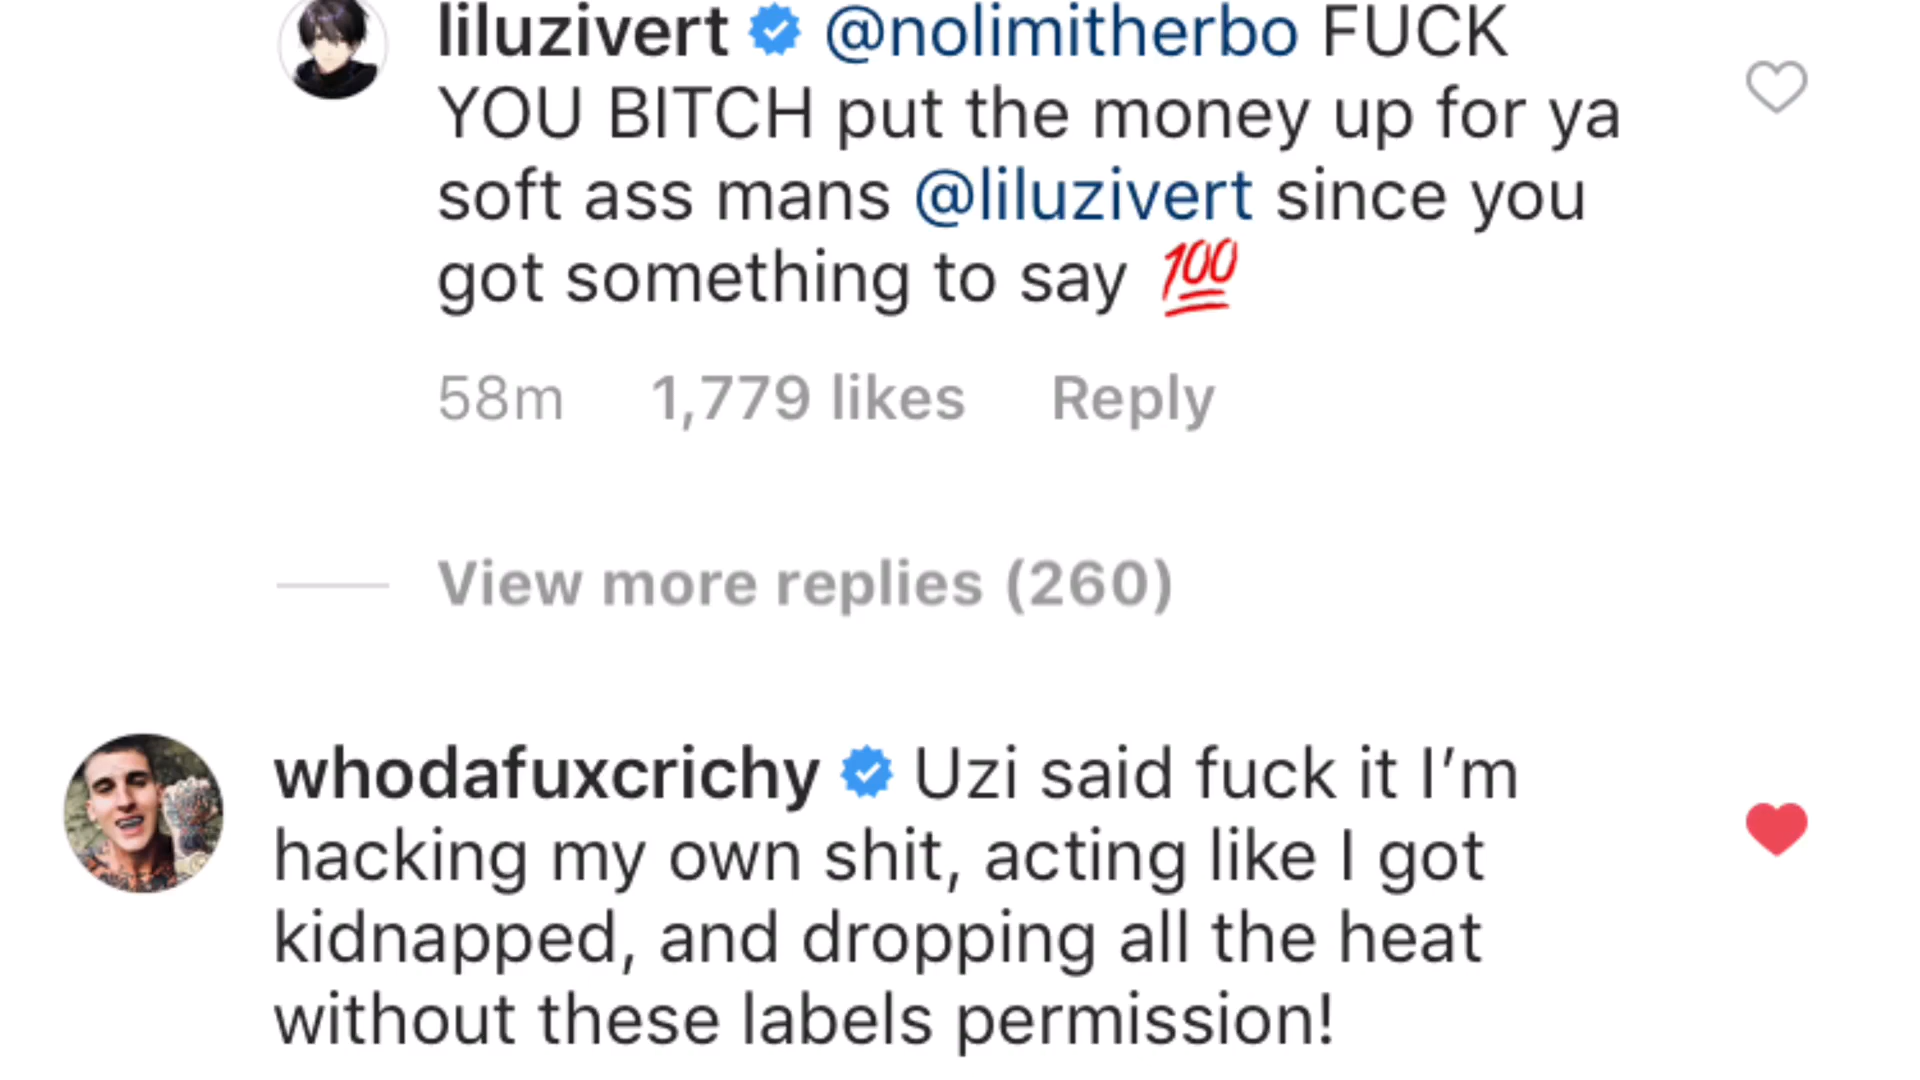 liluzivert @nolimitherbo FUCK
YOU BITCH put the money up for ya
soft ass mans @liluzivert since you
got something to say 💯
58m 1,779 likes Reply
View more replies (260)
whodafuxcrichy Uzi said fuck it I’m
hacking my own shit, acting like I got
kidnapped, and dropping all the heat
without these labels permission!